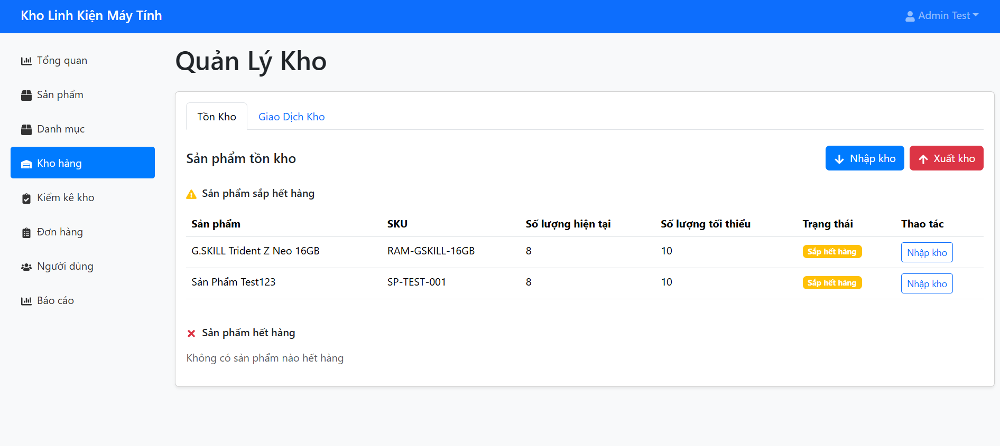 Kho Linh Kiện Máy Tính
Admin Test
Tổng quan
Sản phẩm
Danh mục
Kho hàng
Kiểm kê kho
Đơn hàng
Người dùng
Báo cáo
Quản Lý Kho
Tồn Kho Giao Dịch Kho
Sản phẩm tồn kho
Nhập kho Xuất kho
Sản phẩm sắp hết hàng
Sản phẩm SKU Số lượng hiện tại Số lượng tối thiểu Trạng thái Thao tác
G.SKILL Trident Z Neo 16GB RAM-GSKILL-16GB 8 10 Sắp hết hàng Nhập kho
Sản Phẩm Test123 SP-TEST-001 8 10 Sắp hết hàng Nhập kho
Sản phẩm hết hàng
Không có sản phẩm nào hết hàng